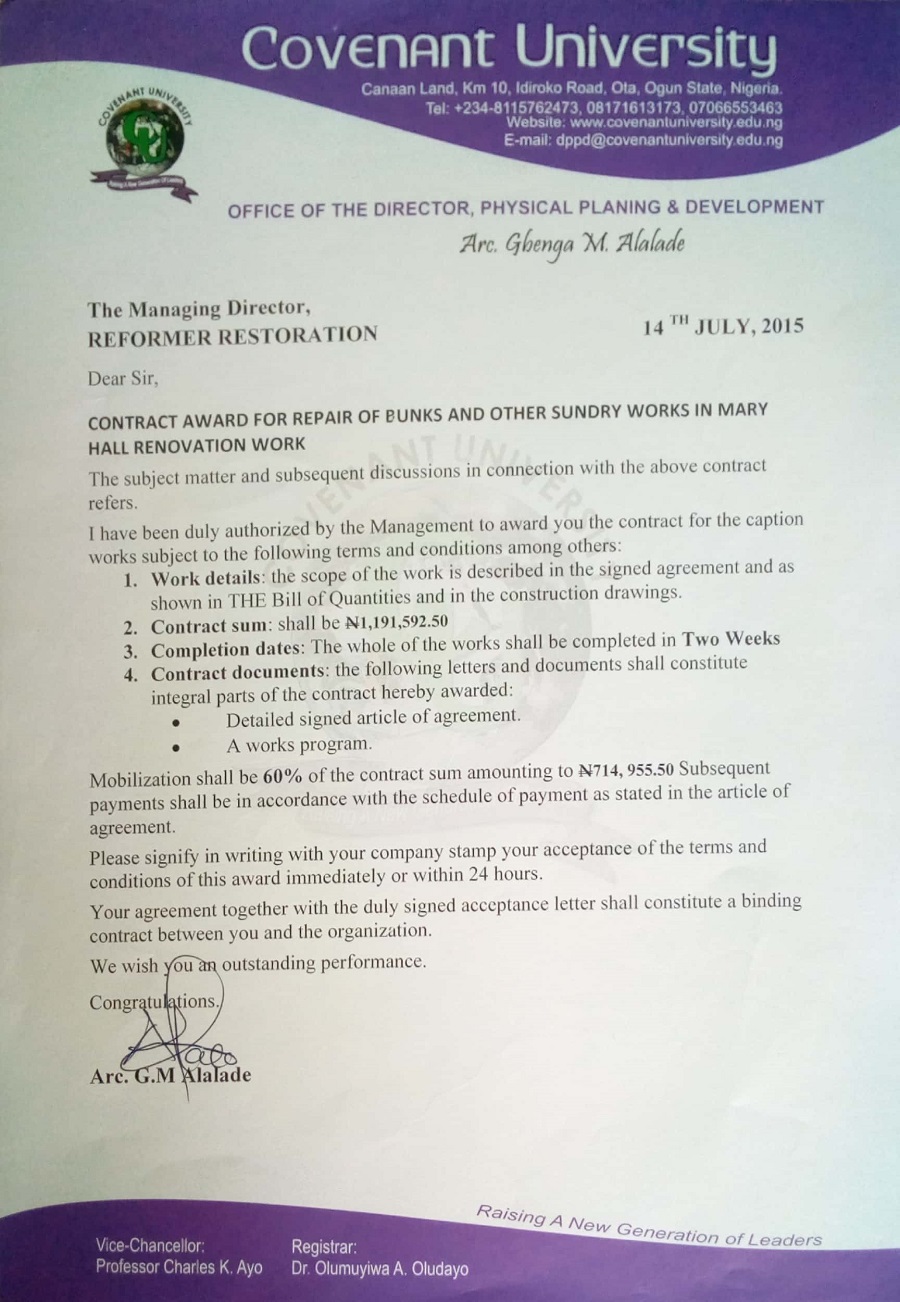 Covenant University
Canaan Land, Km 10, Idiroko Road, Ota, Ogun State, Nigeria.
Tel: +234-8115762473, 08171613173, 07066553463
Website: www.covenantuniversity.edu.ng
E-mail: dppd@covenantuniversity.edu.ng
COVENANT UNIVERSITY
CU
Raising A New Generation Of Leaders
OFFICE OF THE DIRECTOR, PHYSICAL PLANING & DEVELOPMENT
Arc. Gbenga M. Alalade
The Managing Director,
REFORMER RESTORATION
14 TH JULY, 2015
Dear Sir,
CONTRACT AWARD FOR REPAIR OF BUNKS AND OTHER SUNDRY WORKS IN MARY
HALL RENOVATION WORK
The subject matter and subsequent discussions in connection with the above contract
refers.
I have been duly authorized by the Management to award you the contract for the caption
works subject to the following terms and conditions among others:
1. Work details: the scope of the work is described in the signed agreement and as
shown in THE Bill of Quantities and in the construction drawings.
2. Contract sum: shall be ₦1,191,592.50
3. Completion dates: The whole of the works shall be completed in Two Weeks
4. Contract documents: the following letters and documents shall constitute
integral parts of the contract hereby awarded:
• Detailed signed article of agreement.
• A works program.
Mobilization shall be 60% of the contract sum amounting to ₦714, 955.50 Subsequent
payments shall be in accordance with the schedule of payment as stated in the article of
agreement.
Please signify in writing with your company stamp your acceptance of the terms and
conditions of this award immediately or within 24 hours.
Your agreement together with the duly signed acceptance letter shall constitute a binding
contract between you and the organization.
We wish you an outstanding performance.
Congratulations.
Arc. G.M Alalade
Raising A New Generation of Leaders
Vice-Chancellor:
Professor Charles K. Ayo
Registrar:
Dr. Olumuyiwa A. Oludayo